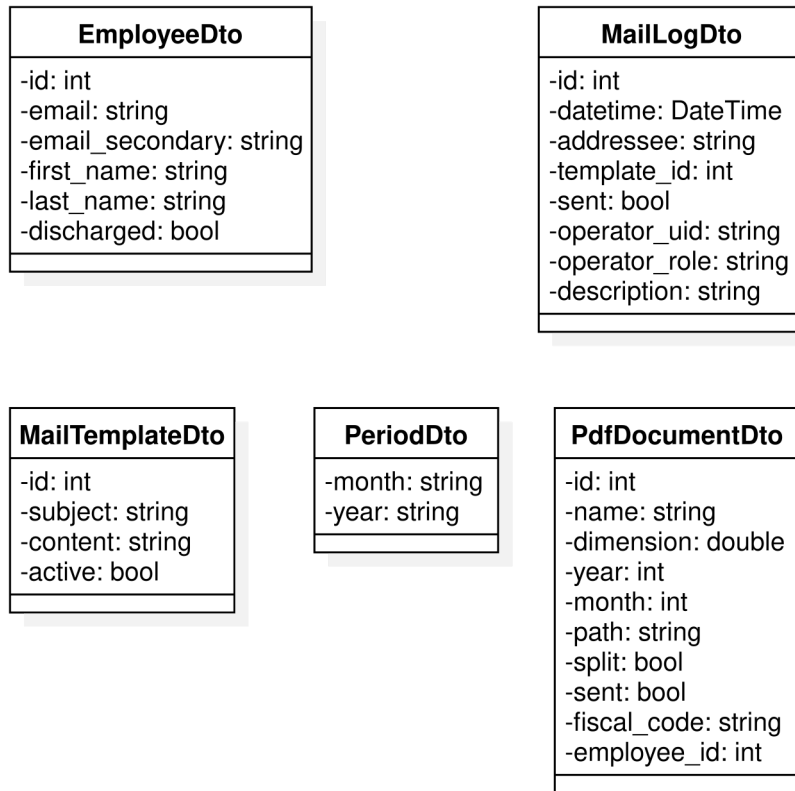 EmployeeDto
-id: int
-email: string
-email_secondary: string
-first_name: string
-last_name: string
-discharged: bool
MailLogDto
-id: int
-datetime: DateTime
-addressee: string
-template_id: int
-sent: bool
-operator_uid: string
-operator_role: string
-description: string
MailTemplateDto
-id: int
-subject: string
-content: string
-active: bool
PeriodDto
-month: string
-year: string
PdfDocumentDto
-id: int
-name: string
-dimension: double
-year: int
-month: int
-path: string
-split: bool
-sent: bool
-fiscal_code: string
-employee_id: int